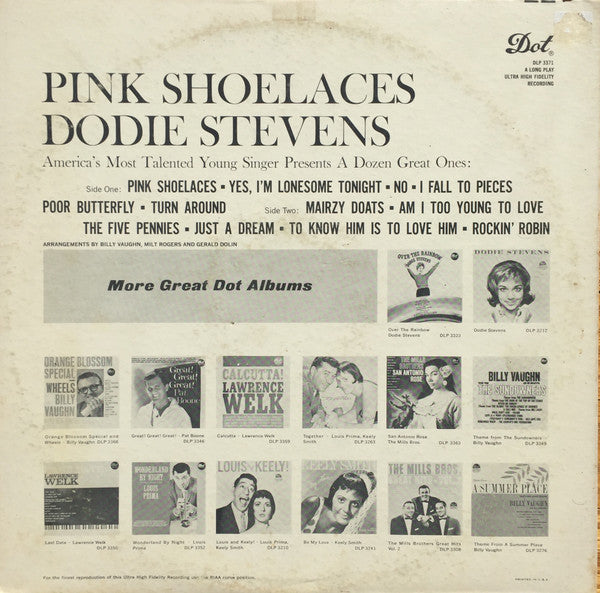 Dot
DLP 3371
A LONG PLAY
ULTRA HIGH FIDELITY
RECORDING
PINK SHOELACES
DODIE STEVENS
America's Most Talented Young Singer Presents A Dozen Great Ones:
Side One: PINK SHOELACES • YES, I'M LONESOME TONIGHT • NO • I FALL TO PIECES
POOR BUTTERFLY • TURN AROUND Side Two: MAIRZY DOATS • AM I TOO YOUNG TO LOVE
THE FIVE PENNIES • JUST A DREAM • TO KNOW HIM IS TO LOVE HIM • ROCKIN' ROBIN
ARRANGEMENTS BY BILLY VAUGHN, MILT ROGERS AND GERALD DOLIN
More Great Dot Albums
OVER THE RAINBOW
DODIE STEVENS
Over The Rainbow
Dodie Stevens DLP 3323
Dodie Stevens DLP 3212
ORANGE BLOSSOM
SPECIAL
WHEELS
BILLY
VAUGHN
Great!
Great!
Great!
Pat
Boone
CALCUTTA!
LAWRENCE
WELK
THE MILLS
BROTHERS
SAN ANTONIO
ROSE
BILLY VAUGHN
THE SUNDOWNERS
Orange Blossom Special and
Wheels - Billy Vaughn DLP 3366
Great! Great! Great! - Pat Boone
DLP 3346
Calcutta - Lawrence Welk
DLP 3359
Together - Louis Prima, Keely
Smith DLP 3263
San Antonio Rose
The Mills Bros. DLP 3363
Theme from The Sundowners -
Billy Vaughn DLP 3349
LAWRENCE
WELK
WONDERLAND
BY NIGHT
LOUIS
PRIMA
LOUIS and KEELY!
KEELY SMITH
THE MILLS BROS.
A SUMMER PLACE
BILLY VAUGHN
Last Date - Lawrence Welk
DLP 3350
Wonderland By Night - Louis
Prima DLP 3352
Louis and Keely! - Louis Prima,
Keely Smith DLP 3210
Be My Love - Keely Smith
DLP 3241
The Mills Brothers Great Hits
Vol. 2 DLP 3308
Theme From A Summer Place
Billy Vaughn DLP 3276
For the finest reproduction of this Ultra High Fidelity Recording use the RIAA curve position.
PRINTED IN U.S.A.